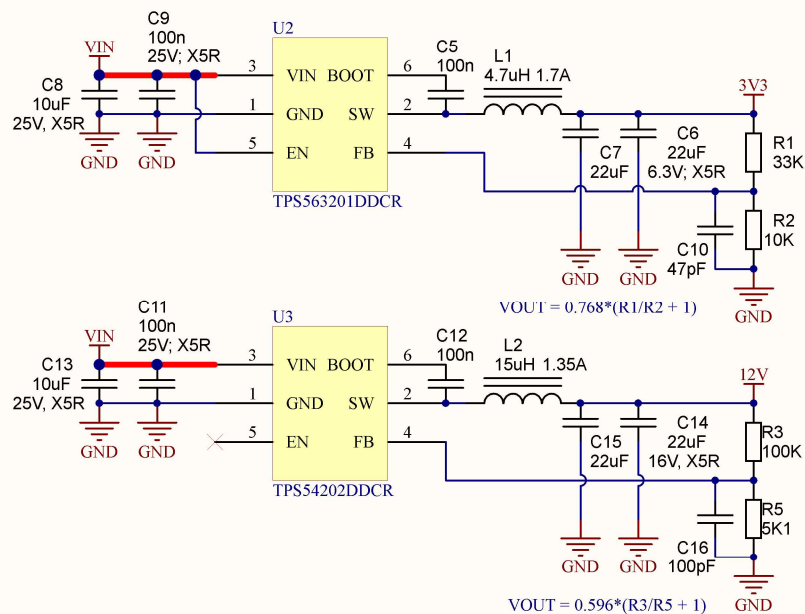 C9
100n
25V; X5R
VIN
C8
10uF
25V, X5R
GND
GND
U2
3
VIN
BOOT
6
1
GND
SW
2
5
EN
FB
4
TPS563201DDCR
C5
100n
L1
4.7uH 1.7A
C7
22uF
C6
22uF
6.3V; X5R
3V3
R1
33K
R2
10K
C10
47pF
GND
GND
GND
VOUT = 0.768*(R1/R2 + 1)
C11
100n
25V; X5R
VIN
C13
10uF
25V, X5R
GND
GND
U3
3
VIN
BOOT
6
1
GND
SW
2
5
EN
FB
4
TPS54202DDCR
C12
100n
L2
15uH 1.35A
C15
22uF
C14
22uF
16V, X5R
12V
R3
100K
R5
5K1
C16
100pF
GND
GND
GND
VOUT = 0.596*(R3/R5 + 1)